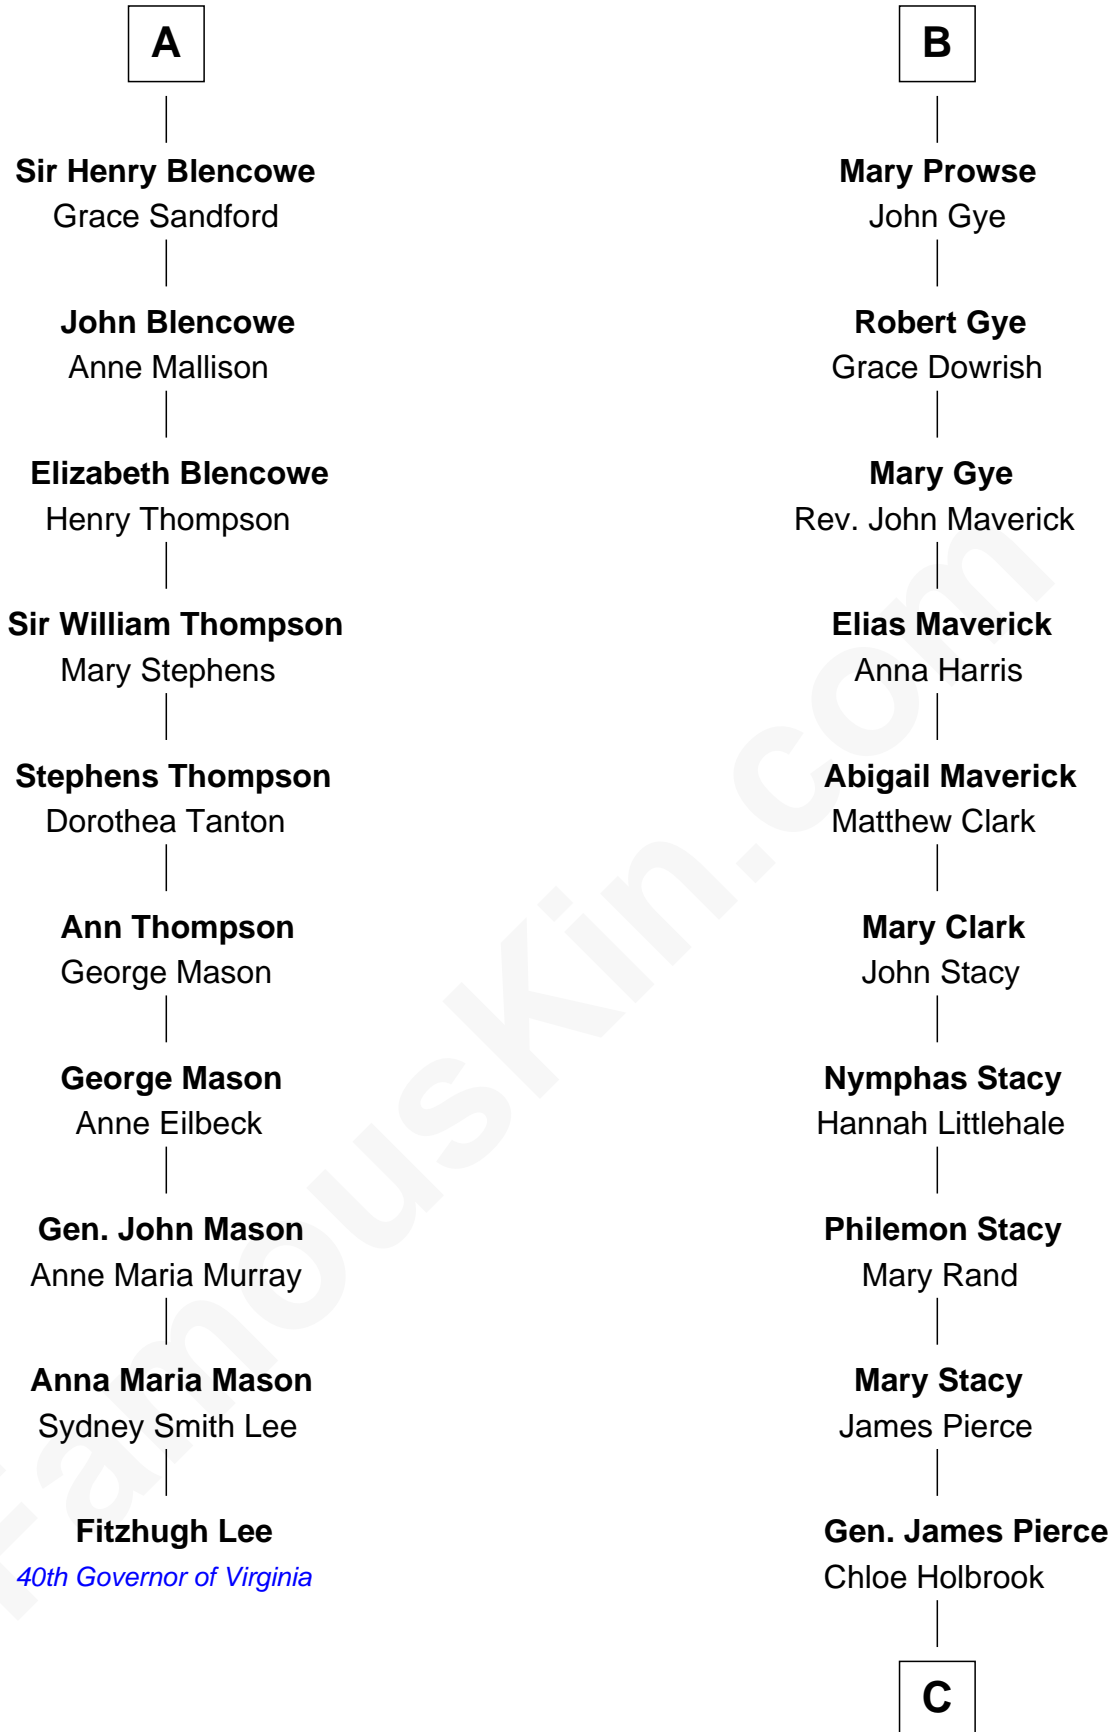 A
Sir Henry Blencowe
Grace Sandford
John Blencowe
Anne Mallison
Elizabeth Blencowe
Henry Thompson
Sir William Thompson
Mary Stephens
Stephens Thompson
Dorothea Tanton
Ann Thompson
George Mason
George Mason
Anne Eilbeck
Gen. John Mason
Anne Maria Murray
Anna Maria Mason
Sydney Smith Lee
Fitzhugh Lee
40th Governor of Virginia
B
Mary Prowse
John Gye
Robert Gye
Grace Dowrish
Mary Gye
Rev. John Maverick
Elias Maverick
Anna Harris
Abigail Maverick
Matthew Clark
Mary Clark
John Stacy
Nymphas Stacy
Hannah Littlehale
Philemon Stacy
Mary Rand
Mary Stacy
James Pierce
Gen. James Pierce
Chloe Holbrook
C
FamousKin.com